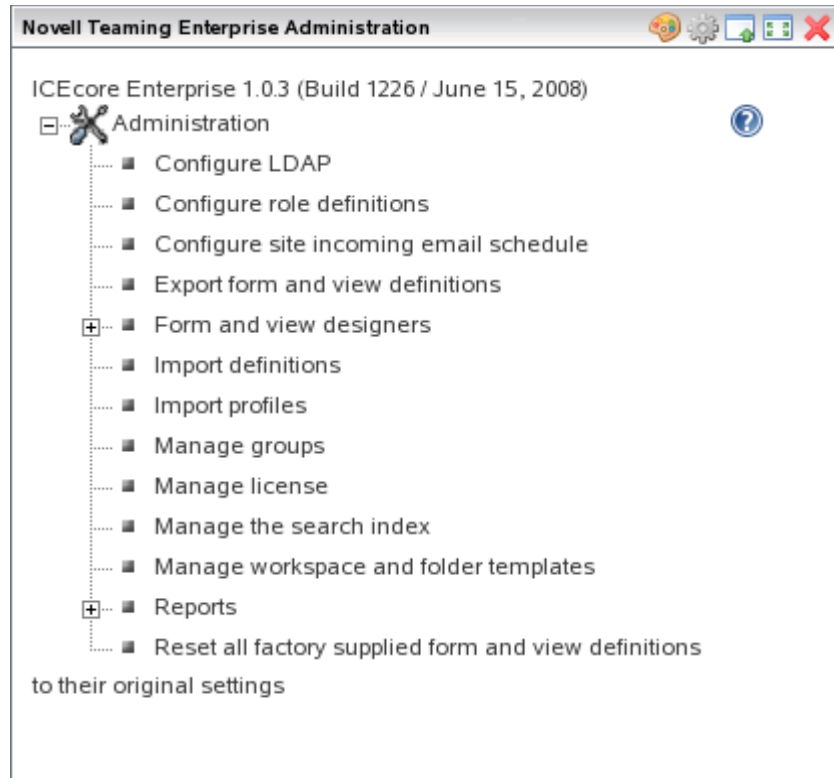 Novell Teaming Enterprise Administration
ICEcore Enterprise 1.0.3 (Build 1226 / June 15, 2008)
Administration
Configure LDAP
Configure role definitions
Configure site incoming email schedule
Export form and view definitions
Form and view designers
Import definitions
Import profiles
Manage groups
Manage license
Manage the search index
Manage workspace and folder templates
Reports
Reset all factory supplied form and view definitions
to their original settings